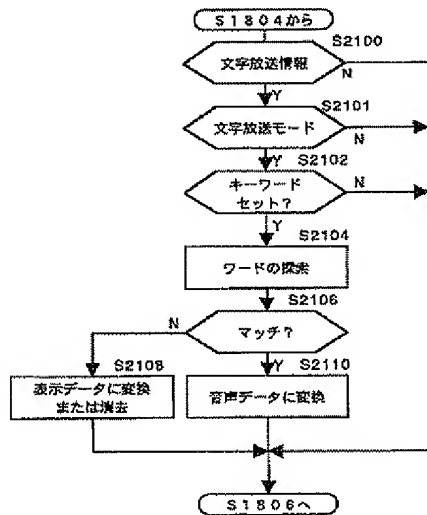 S1804から
S2100
文字放送情報
N
Y
S2101
文字放送モード
N
Y
S2102
キーワード
セット?
N
Y
S2104
ワードの探索
S2106
N
マッチ?
S2108
Y
S2110
表示データに変換
または消去
音声データに変換
S1806へ